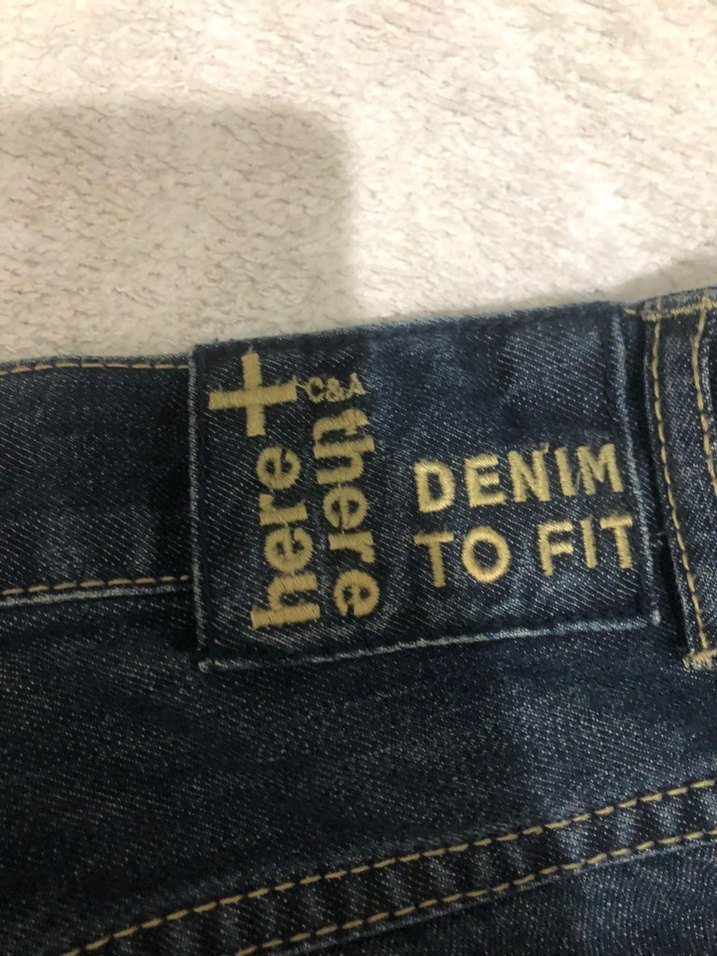 here +
there
C&A
DENIM
TO FIT